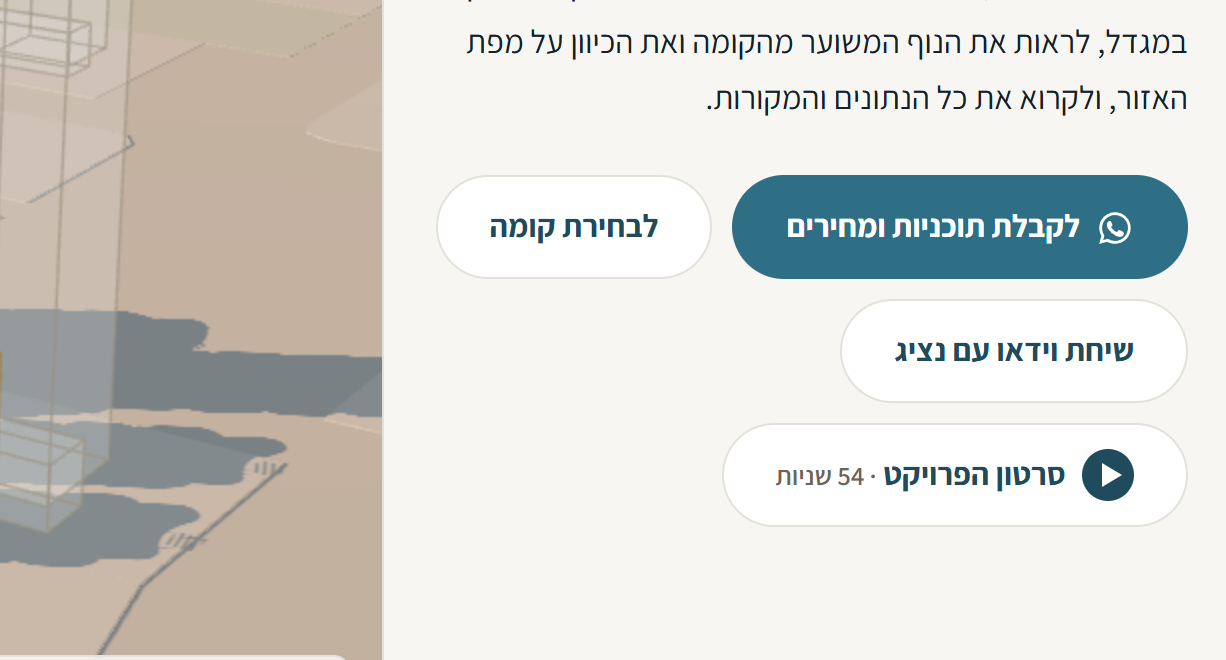 במגדל, לראות את הנוף המשוער מהקומה ואת הכיוון על מפת
האזור, ולקרוא את כל הנתונים והמקורות.
לקבלת תוכניות ומחירים
לבחירת קומה
שיחת וידאו עם נציג
סרטון הפרויקט · 54 שניות